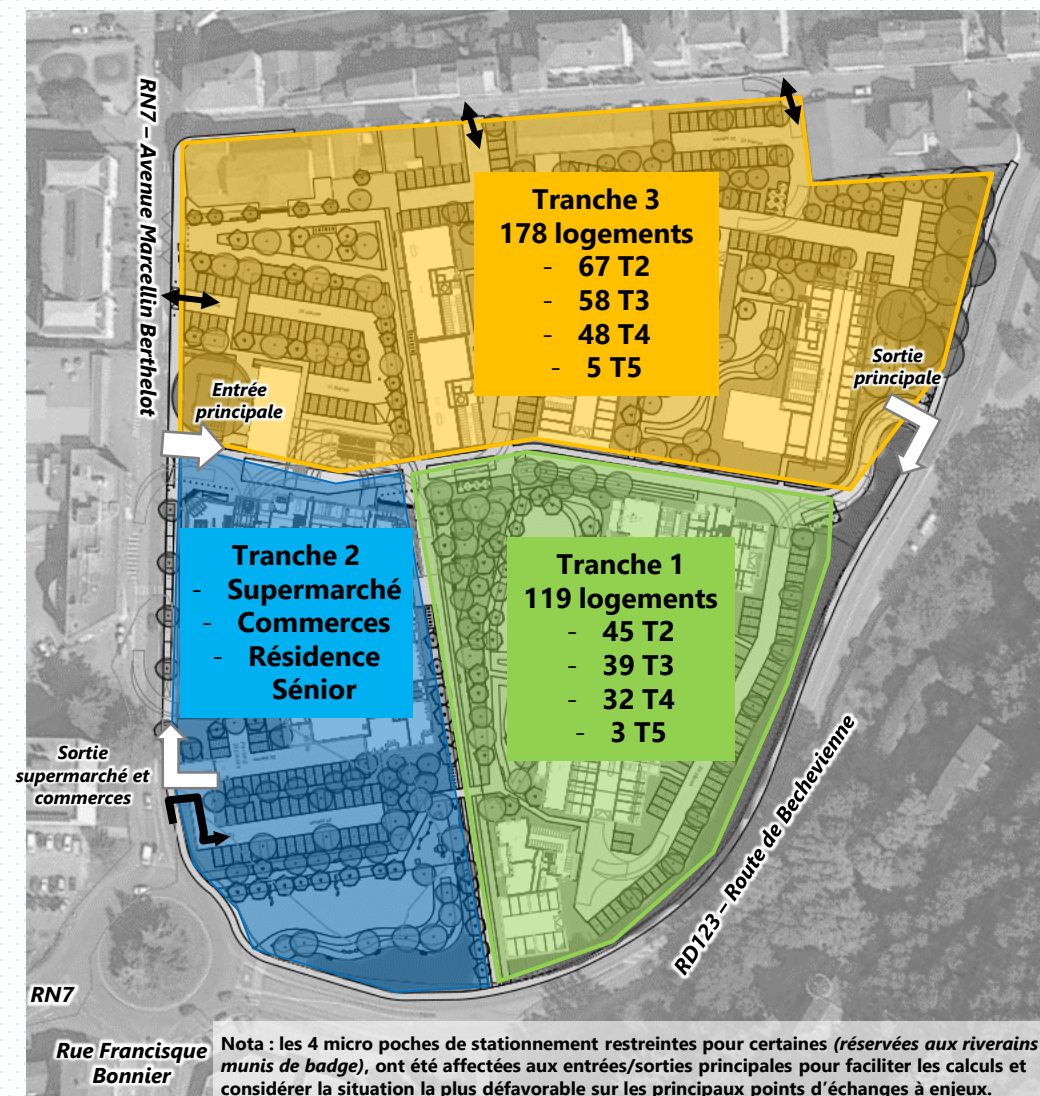 RN7 – Avenue Marcellin Berthelot
Tranche 3
178 logements
- 67 T2
- 58 T3
- 48 T4
- 5 T5
Entrée
principale
Sortie
principale
Tranche 2
- Supermarché
- Commerces
- Résidence
Sénior
Tranche 1
119 logements
- 45 T2
- 39 T3
- 32 T4
- 3 T5
Sortie
supermarché et
commerces
RD123 – Route de Bechevienne
RN7
Rue Francisque
Bonnier
Nota : les 4 micro poches de stationnement restreintes pour certaines (réservées aux riverains
munis de badge), ont été affectées aux entrées/sorties principales pour faciliter les calculs et
considérer la situation la plus défavorable sur les principaux points d’échanges à enjeux.